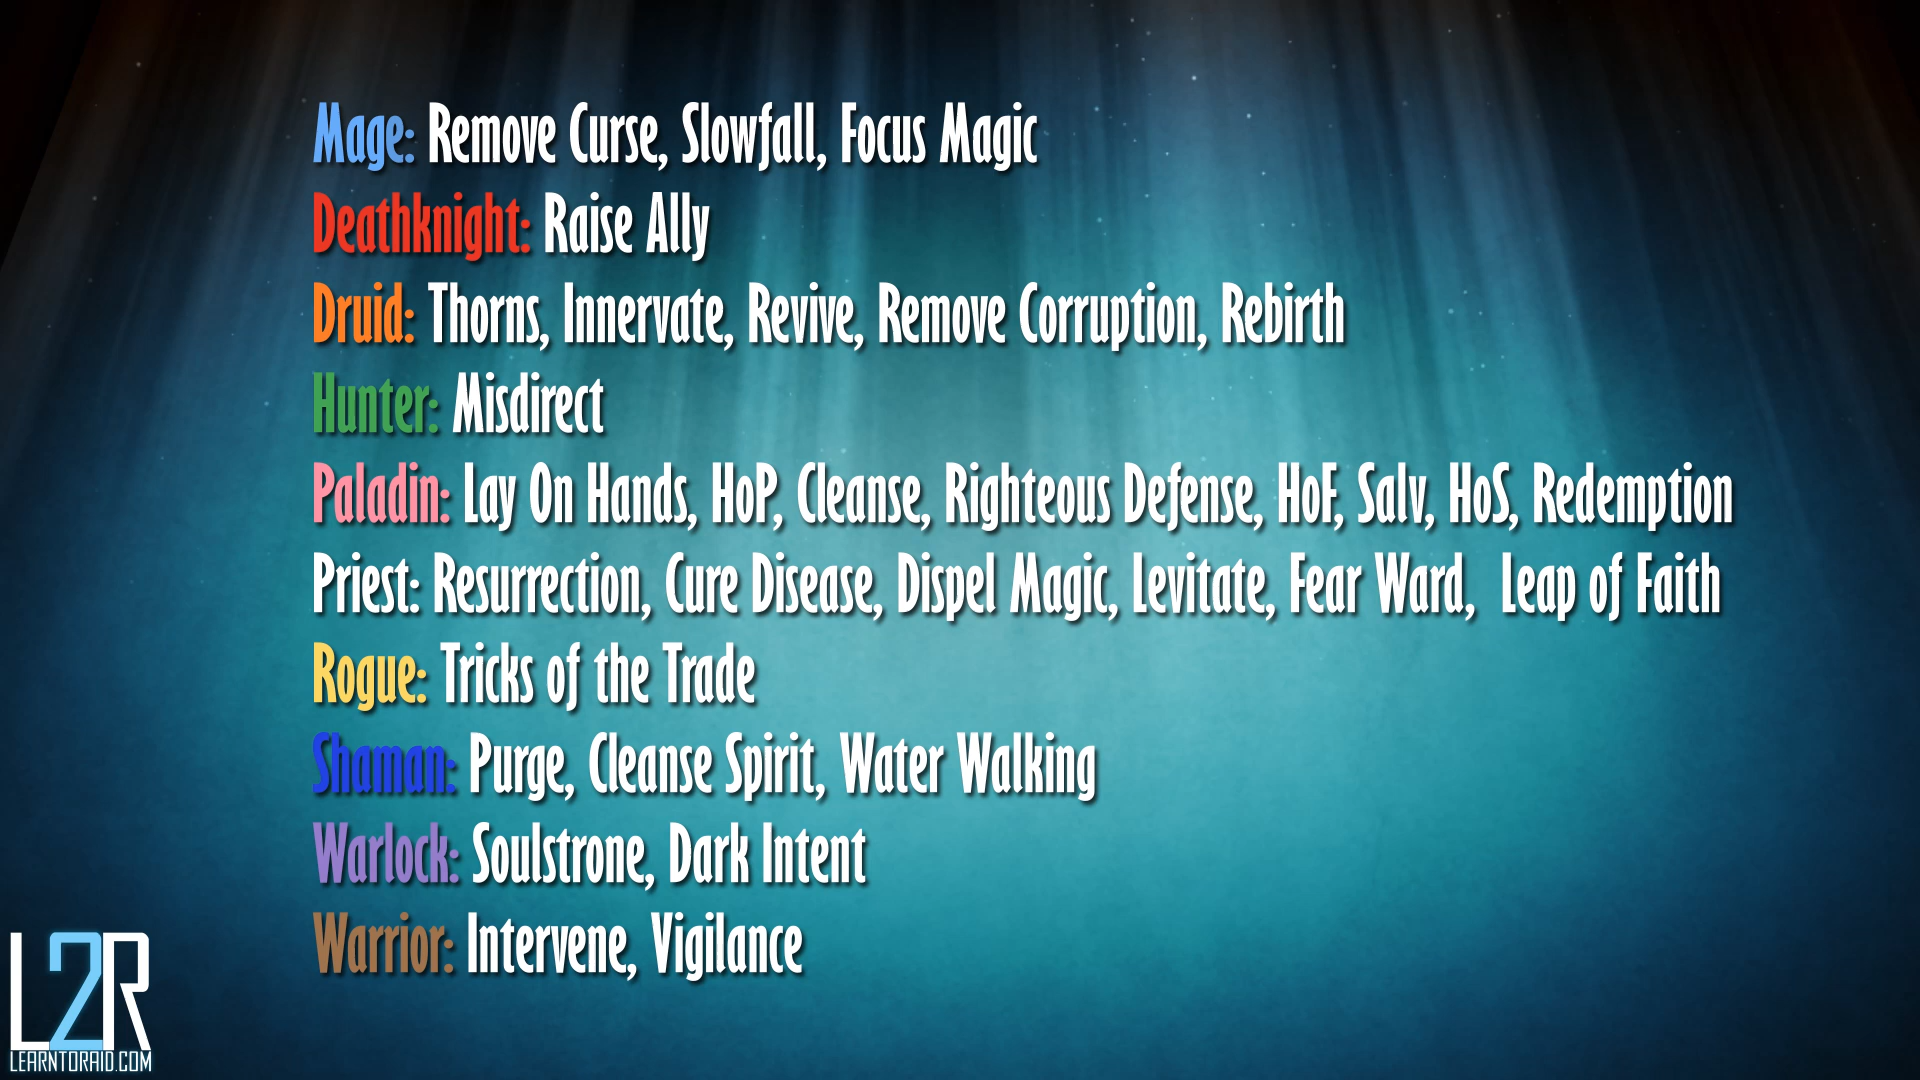 Mage: Remove Curse, Slowfall, Focus Magic
Deathknight: Raise Ally
Druid: Thorns, Innervate, Revive, Remove Corruption, Rebirth
Hunter: Misdirect
Paladin: Lay On Hands, HoP, Cleanse, Righteous Defense, HoF, Salv, HoS, Redemption
Priest: Resurrection, Cure Disease, Dispel Magic, Levitate, Fear Ward, Leap of Faith
Rogue: Tricks of the Trade
Shaman: Purge, Cleanse Spirit, Water Walking
Warlock: Soulstrone, Dark Intent
Warrior: Intervene, Vigilance
L2R
LEARNTORAID.COM